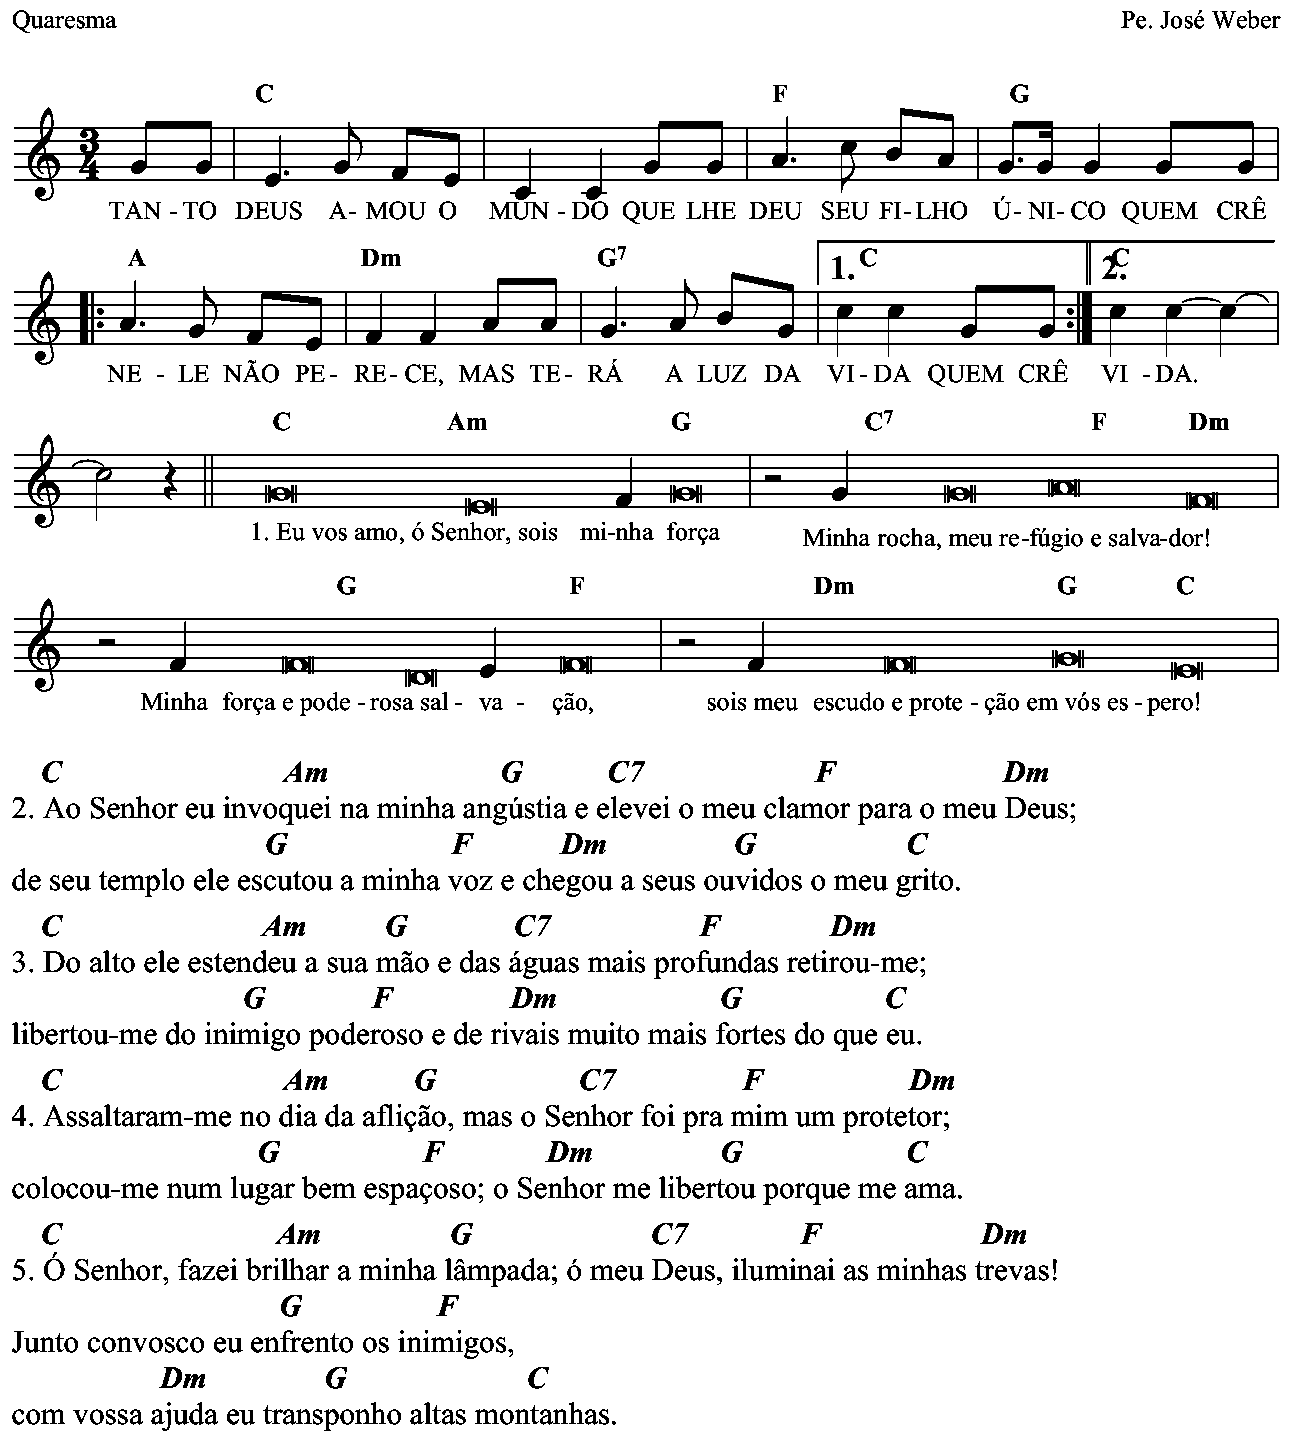 Quaresma Pe. José Weber
C F G
3
4
TAN - TO DEUS A- MOU O MUN - DO QUE LHE DEU SEU FI - LHO Ú - NI - CO QUEM CRÊ
A Dm G7 1. C 2. C
NE - LE NÃO PE - RE - CE, MAS TE - RÁ A LUZ DA VI - DA QUEM CRÊ VI - DA.
C Am G C7 F Dm
1. Eu vos amo, ó Senhor, sois mi-nha força Minha rocha, meu re-fúgio e salva-dor!
G F Dm G C
Minha força e pode - rosa sal - va - ção, sois meu escudo e prote - ção em vós es - pero!
C Am G C7 F Dm
2. Ao Senhor eu invoquei na minha angústia e elevei o meu clamor para o meu Deus;
G F Dm G C
de seu templo ele escutou a minha voz e chegou a seus ouvidos o meu grito.
C Am G C7 F Dm
3. Do alto ele estendeu a sua mão e das águas mais profundas retirou-me;
G F Dm G C
libertou-me do inimigo poderoso e de rivais muito mais fortes do que eu.
C Am G C7 F Dm
4. Assaltaram-me no dia da aflição, mas o Senhor foi pra mim um protetor;
G F Dm G C
colocou-me num lugar bem espaçoso; o Senhor me libertou porque me ama.
C Am G C7 F Dm
5. Ó Senhor, fazei brilhar a minha lâmpada; ó meu Deus, iluminai as minhas trevas!
G F
Junto convosco eu enfrento os inimigos,
Dm G C
com vossa ajuda eu transponho altas montanhas.